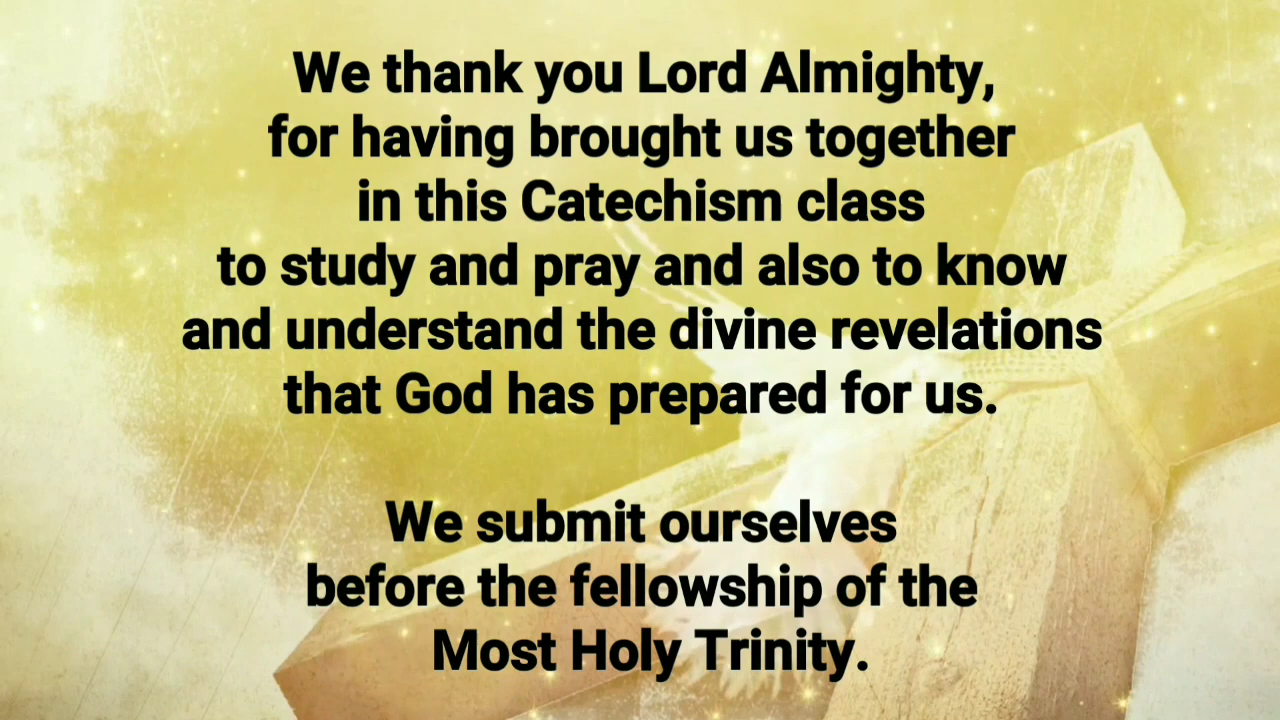 We thank you Lord Almighty,
for having brought us together
in this Catechism class
to study and pray and also to know
and understand the divine revelations
that God has prepared for us.
We submit ourselves
before the fellowship of the
Most Holy Trinity.